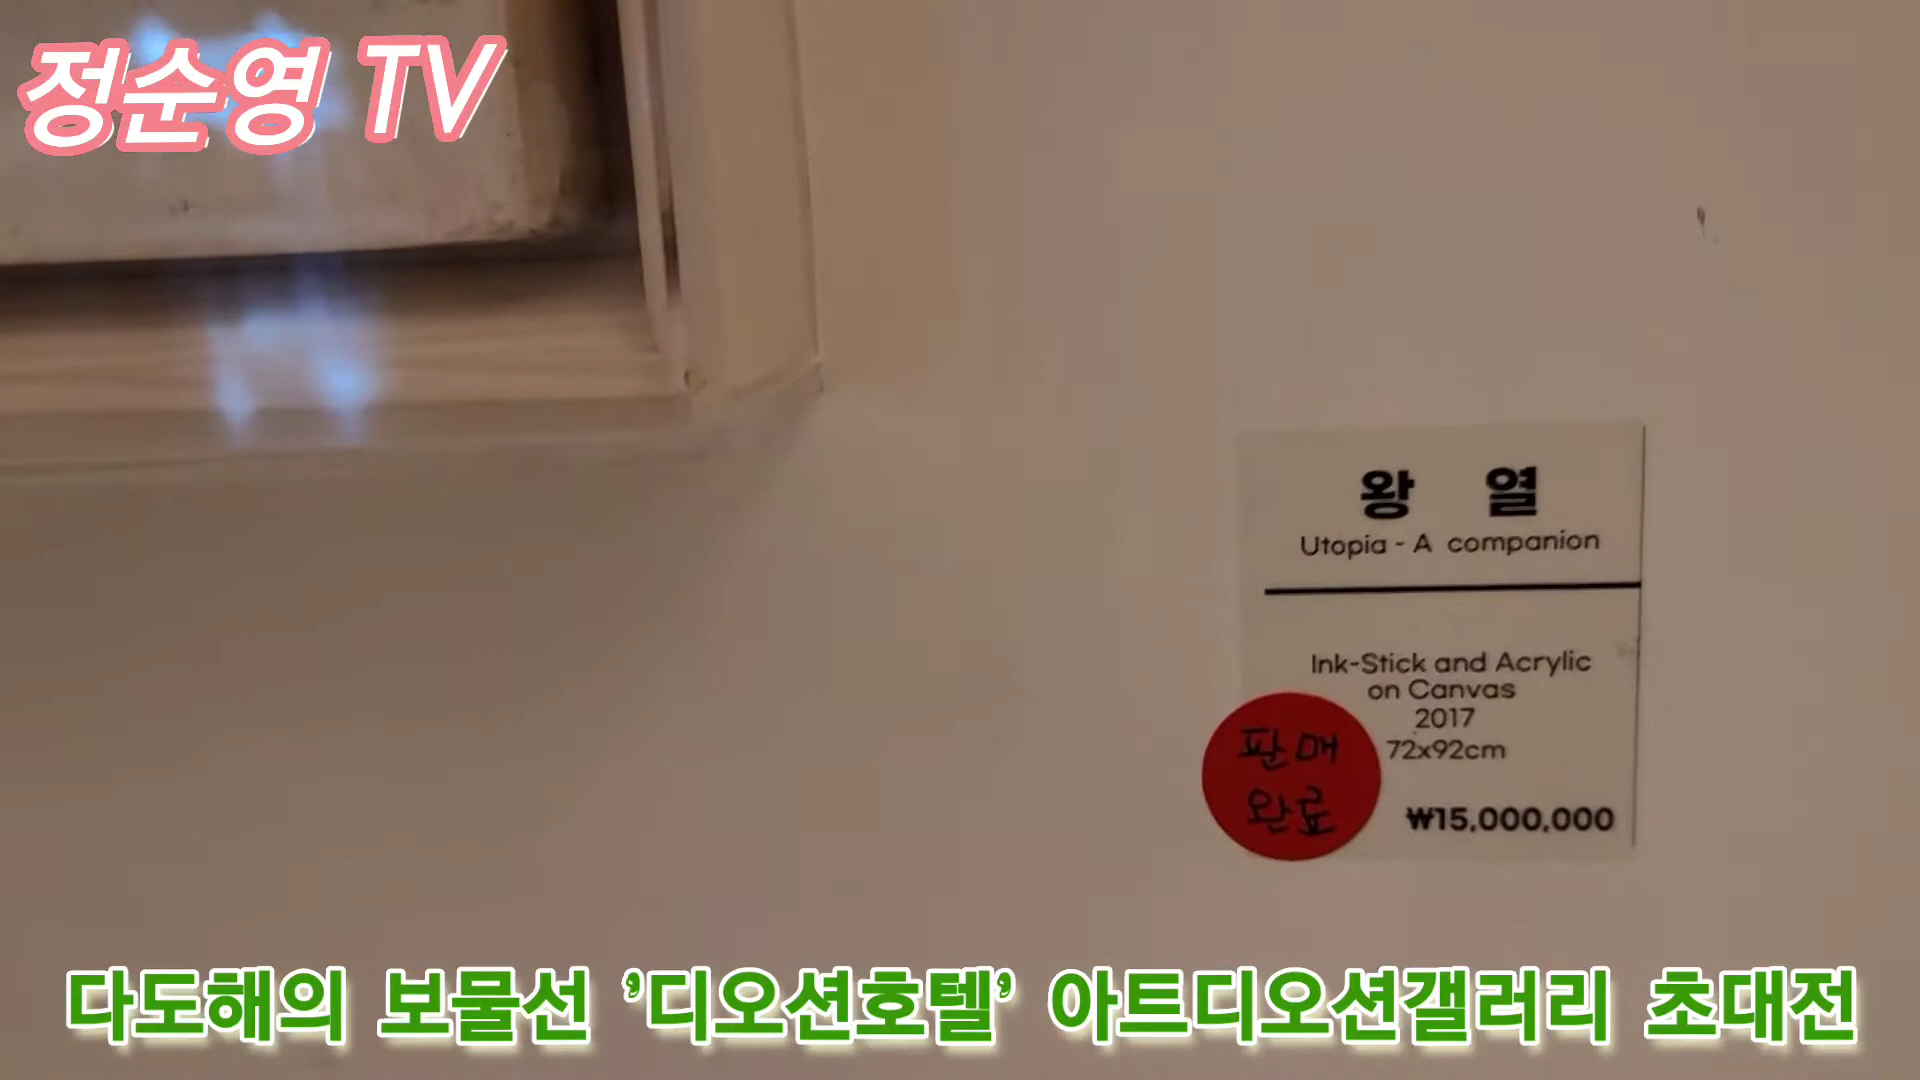 정순영 TV
왕 열
Utopia - A companion
Ink-Stick and Acrylic
on Canvas
2017
72x92cm
판매
완료
₩15,000,000
다도해의 보물선 ’디오션호텔’ 아트디오션갤러리 초대전